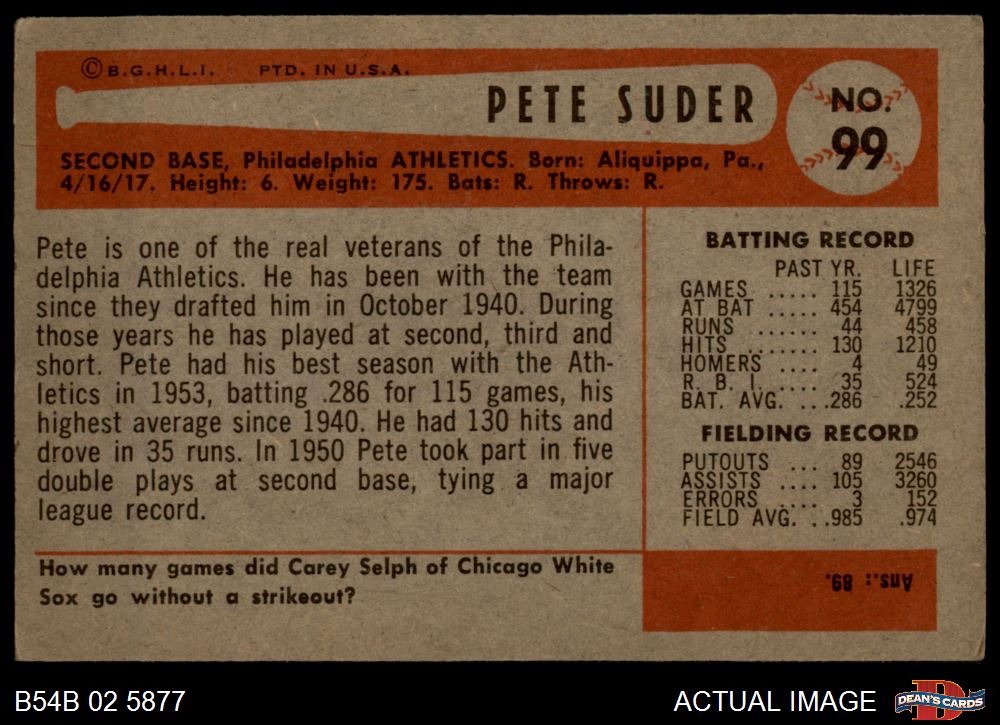 © B.G.H.L.I. PTD. IN U.S.A.
PETE SUDER
NO.
99
SECOND BASE, Philadelphia ATHLETICS. Born: Aliquippa, Pa.,
4/16/17. Height: 6. Weight: 175. Bats: R. Throws: R.
Pete is one of the real veterans of the Phila-
delphia Athletics. He has been with the team
since they drafted him in October 1940. During
those years he has played at second, third and
short. Pete had his best season with the Ath-
letics in 1953, batting .286 for 115 games, his
highest average since 1940. He had 130 hits and
drove in 35 runs. In 1950 Pete took part in five
double plays at second base, tying a major
league record.
BATTING RECORD
PAST YR. LIFE
GAMES ..... 115 1326
AT BAT ..... 454 4799
RUNS ...... 44 458
HITS ....... 130 1210
HOMERS .... 4 49
R. B. I. .... 35 524
BAT. AVG. ... .286 .252
FIELDING RECORD
PUTOUTS ... 89 2546
ASSISTS .... 105 3260
ERRORS .... 3 152
FIELD AVG. . .985 .974
How many games did Carey Selph of Chicago White
Sox go without a strikeout?
Ans.: 89.
B54B 02 5877
ACTUAL IMAGE
D
DEAN'S CARDS